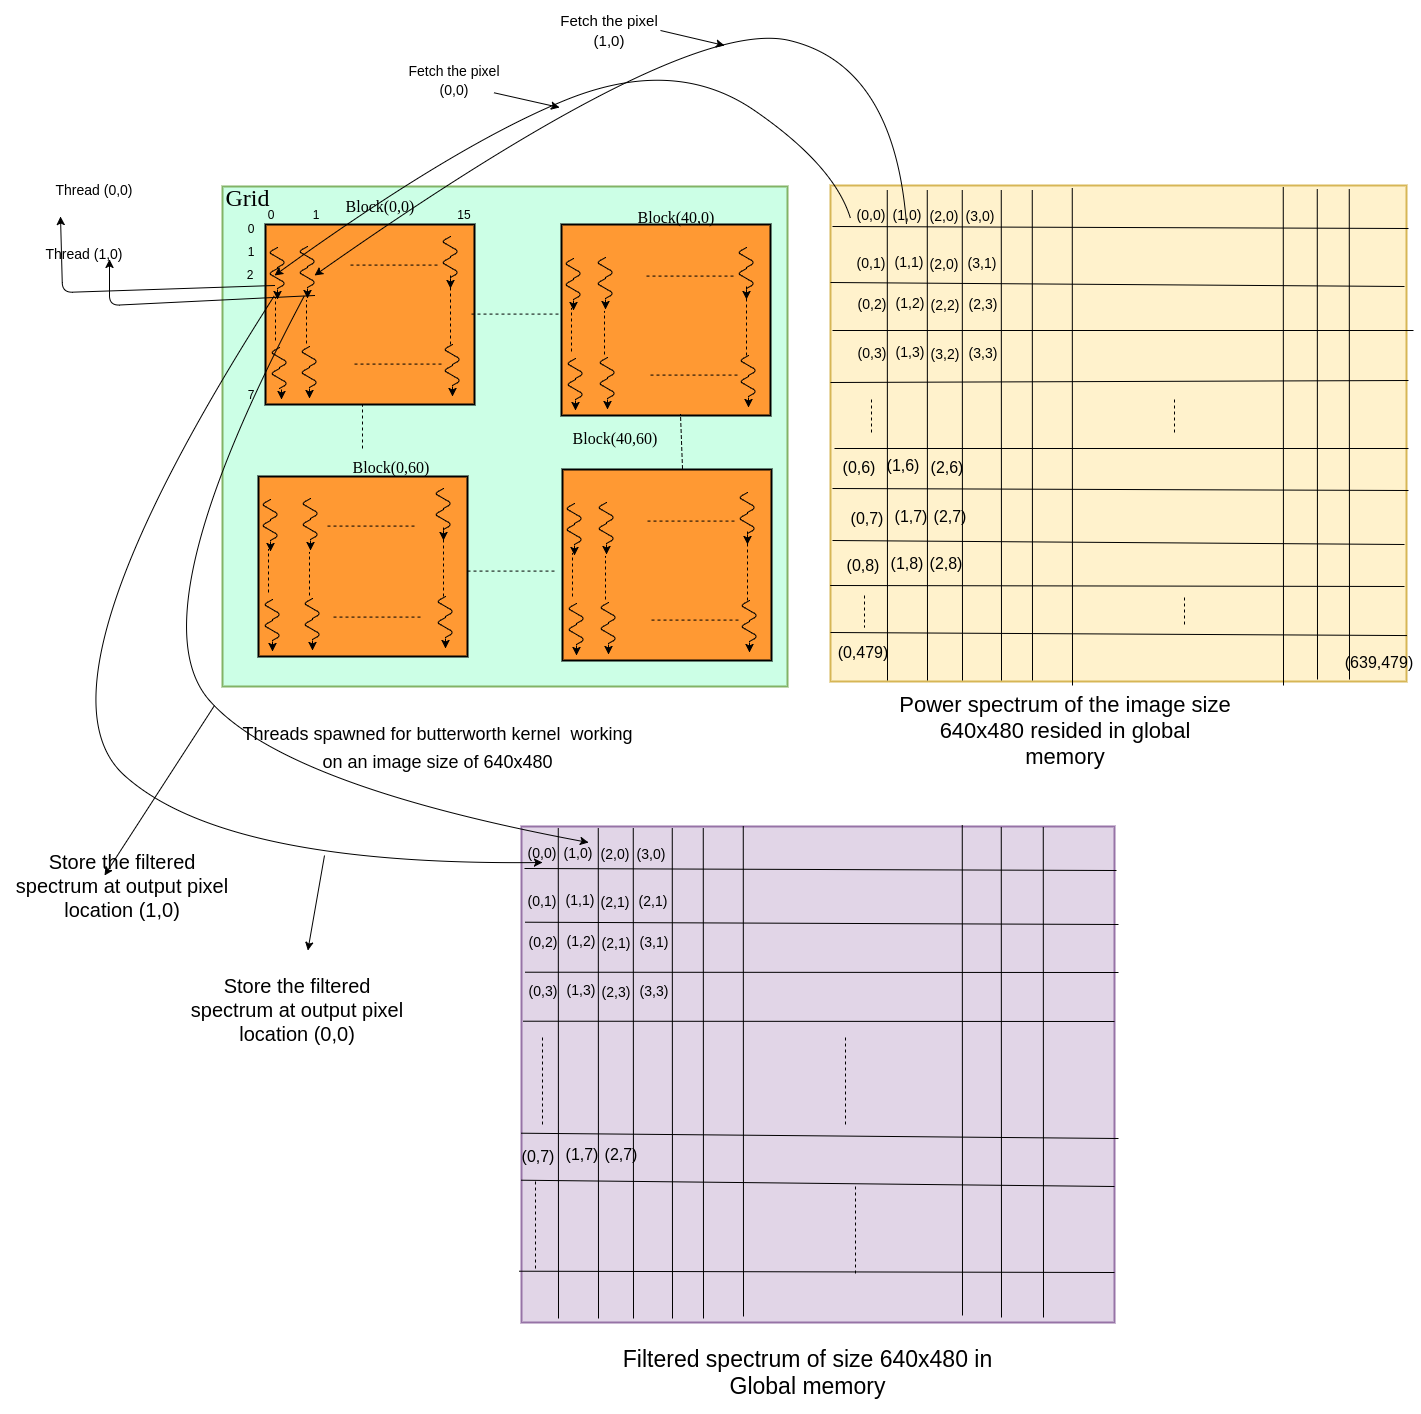 Fetch the pixel
(1,0)
Fetch the pixel
(0,0)
Thread (0,0)
Thread (1,0)
Grid
Block(0,0)
0 1 15
0
1
2
7
Block(40,0)
Block(0,60)
Block(40,60)
(0,0) (1,0) (2,0) (3,0)
(0,1) (1,1) (2,0) (3,1)
(0,2) (1,2) (2,2) (2,3)
(0,3) (1,3) (3,2) (3,3)
(0,6) (1,6) (2,6)
(0,7) (1,7) (2,7)
(0,8) (1,8) (2,8)
(0,479) (639,479)
Power spectrum of the image size
640x480 resided in global
memory
Threads spawned for butterworth kernel working
on an image size of 640x480
Store the filtered
spectrum at output pixel
location (1,0)
Store the filtered
spectrum at output pixel
location (0,0)
(0,0) (1,0) (2,0) (3,0)
(0,1) (1,1) (2,1) (2,1)
(0,2) (1,2) (2,1) (3,1)
(0,3) (1,3) (2,3) (3,3)
(0,7) (1,7) (2,7)
Filtered spectrum of size 640x480 in
Global memory